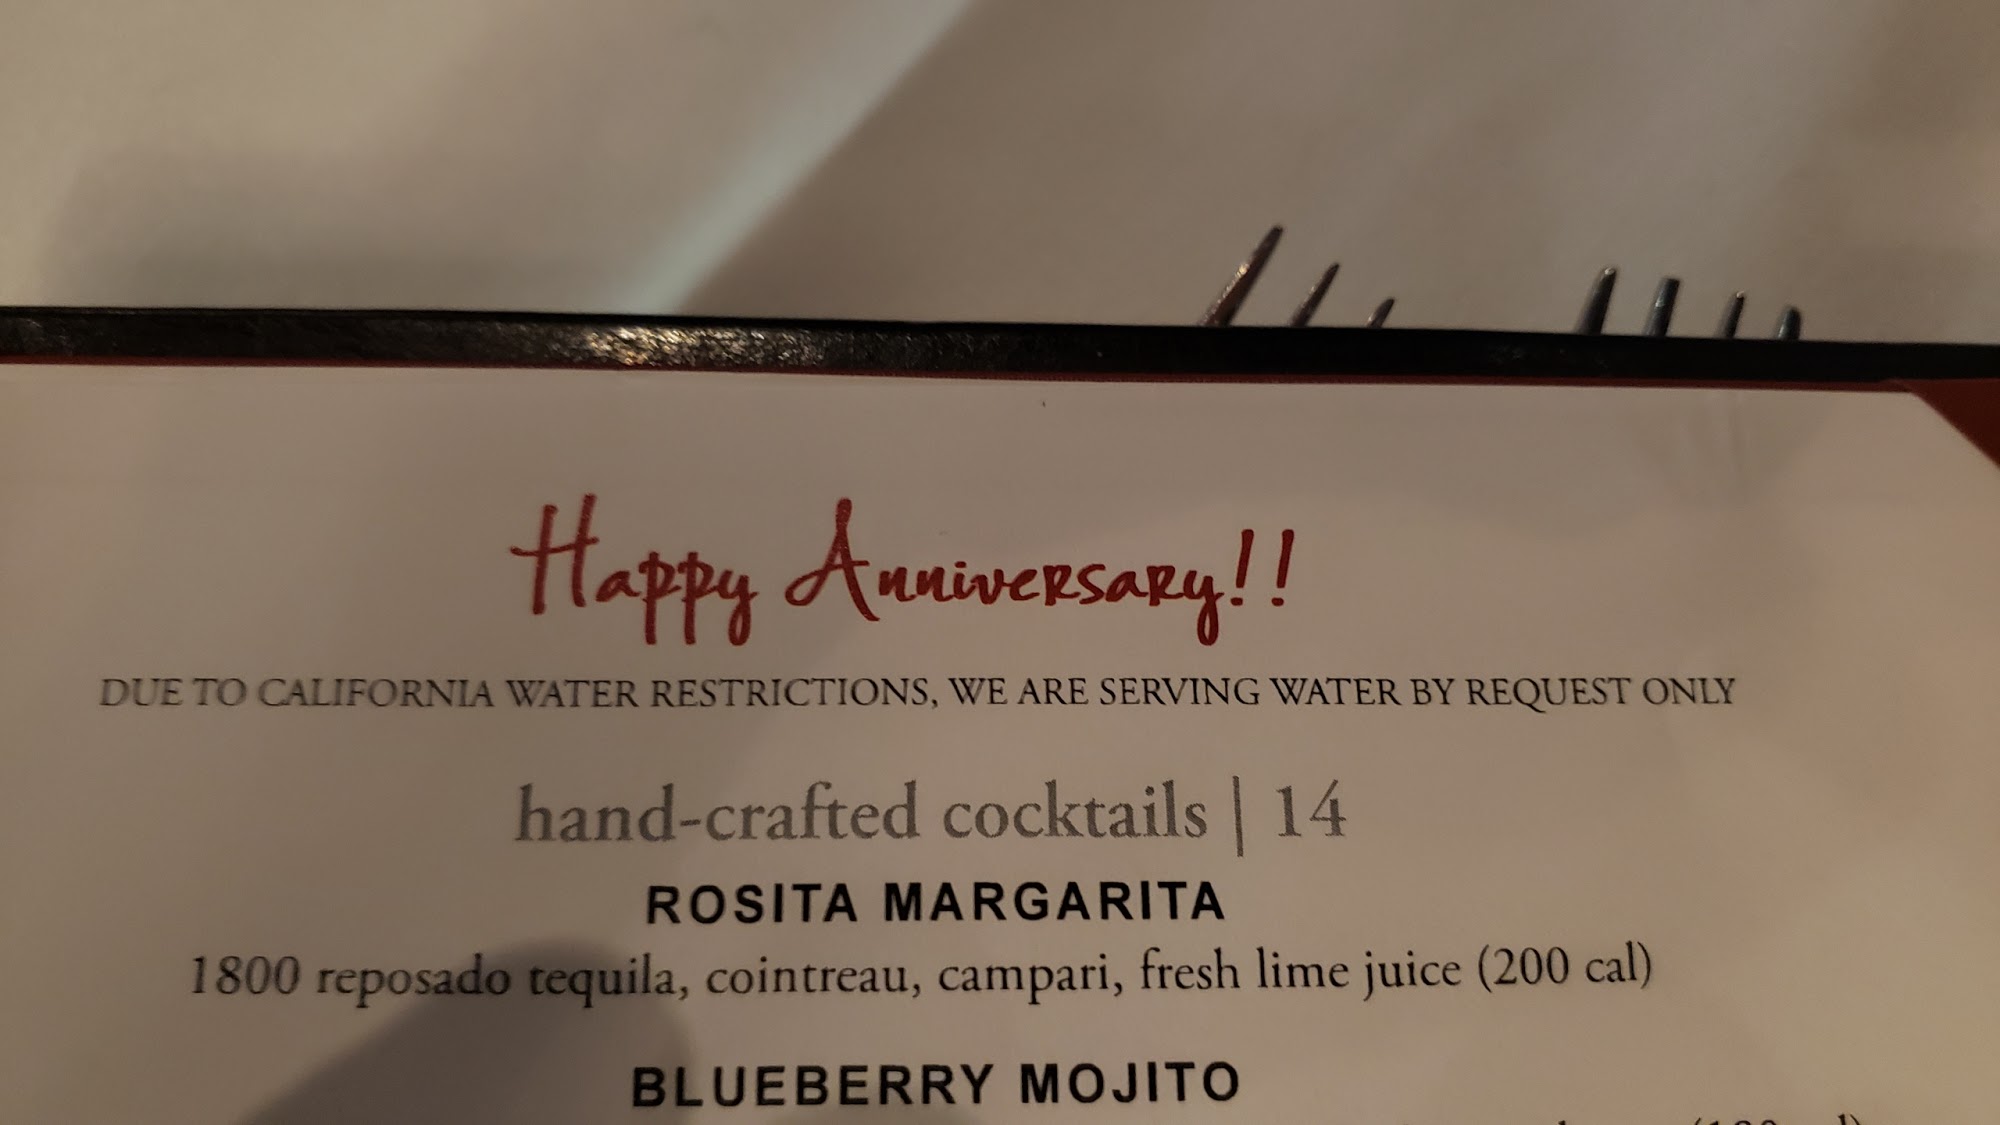 Happy Anniversary!!
DUE TO CALIFORNIA WATER RESTRICTIONS, WE ARE SERVING WATER BY REQUEST ONLY
hand-crafted cocktails | 14
ROSITA MARGARITA
1800 reposado tequila, cointreau, campari, fresh lime juice (200 cal)
BLUEBERRY MOJITO